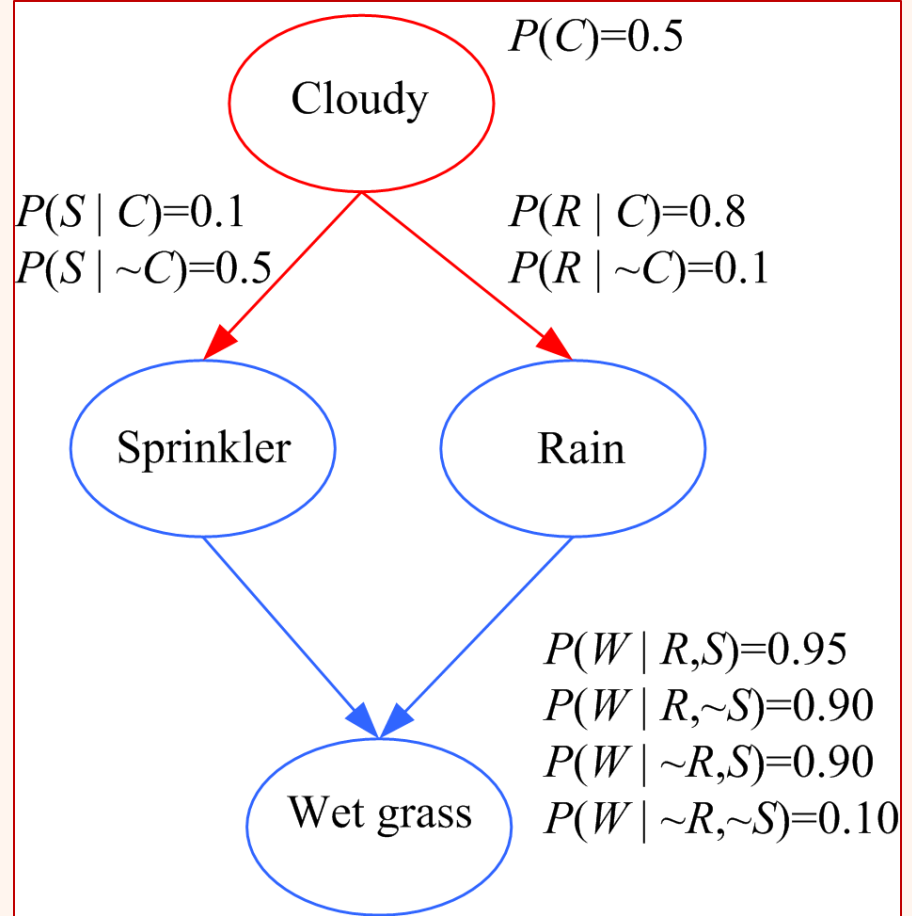 P(C)=0.5
Cloudy
P(S | C)=0.1
P(S | ~C)=0.5
P(R | C)=0.8
P(R | ~C)=0.1
Sprinkler
Rain
P(W | R,S)=0.95
P(W | R,~S)=0.90
P(W | ~R,S)=0.90
P(W | ~R,~S)=0.10
Wet grass